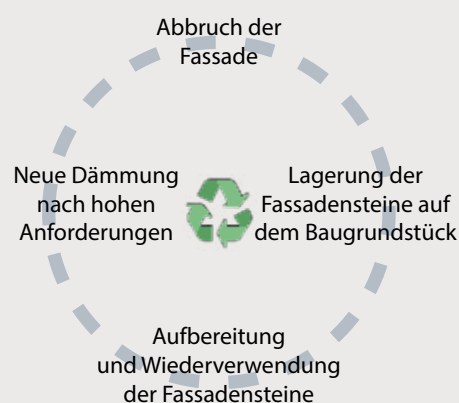 Abbruch der
Fassade
Neue Dämmung
nach hohen
Anforderungen
Lagerung der
Fassadensteine auf
dem Baugrundstück
Aufbereitung
und Wiederverwendung
der Fassadensteine